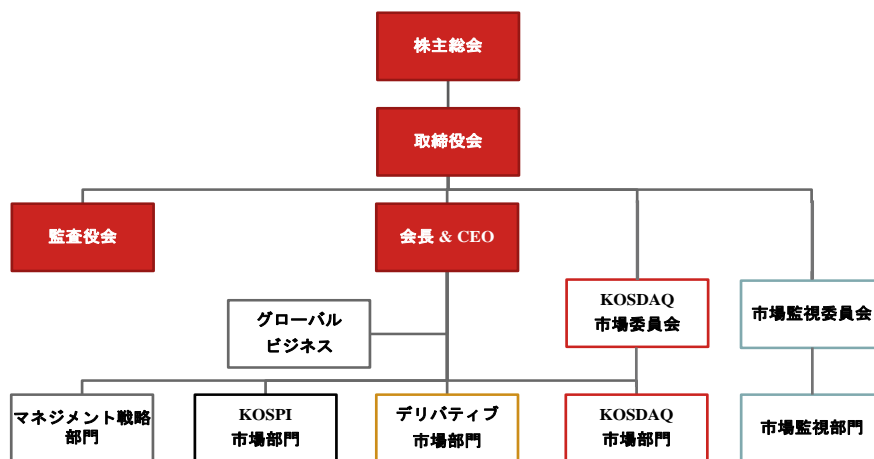 株主総会
取締役会
監査役会
会長 & CEO
KOSDAQ
市場委員会
市場監視委員会
グローバル
ビジネス
マネジメント戦略
部門
KOSPI
市場部門
デリバティブ
市場部門
KOSDAQ
市場部門
市場監視部門